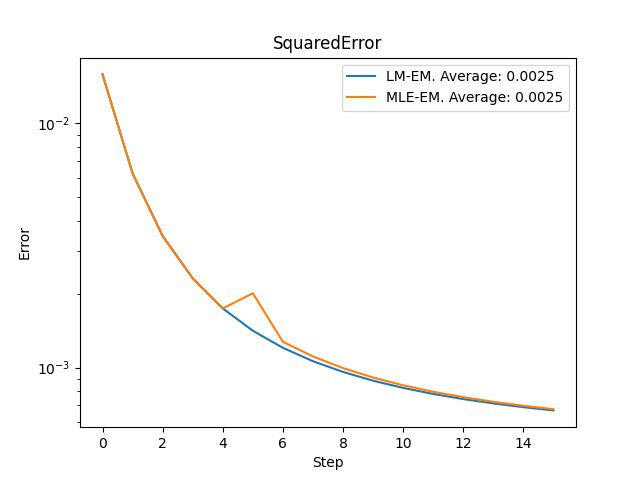 SquaredError
LM-EM. Average: 0.0025
MLE-EM. Average: 0.0025
10⁻²
10⁻³
Error
0 2 4 6 8 10 12 14
Step